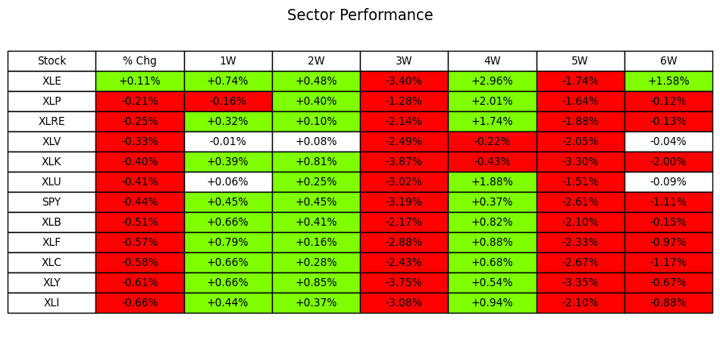 Sector Performance
Stock % Chg 1W 2W 3W 4W 5W 6W
XLE +0.11% +0.74% +0.48% -3.40% +2.96% -1.74% +1.58%
XLP -0.21% -0.16% +0.40% -1.28% +2.01% -1.64% -0.12%
XLRE -0.25% +0.32% +0.10% -2.14% +1.74% -1.88% -0.13%
XLV -0.33% -0.01% +0.08% -2.49% -0.22% -2.05% -0.04%
XLK -0.40% +0.39% +0.81% -3.87% -0.43% -3.30% -2.00%
XLU -0.41% +0.06% +0.25% -3.02% +1.88% -1.51% -0.09%
SPY -0.44% +0.45% +0.45% -3.19% +0.37% -2.61% -1.11%
XLB -0.51% +0.66% +0.41% -2.17% +0.82% -2.10% -0.15%
XLF -0.57% +0.79% +0.16% -2.88% +0.88% -2.33% -0.97%
XLC -0.58% +0.66% +0.28% -2.43% +0.68% -2.67% -1.17%
XLY -0.61% +0.66% +0.85% -3.75% +0.54% -3.35% -0.67%
XLI -0.66% +0.44% +0.37% -3.08% +0.94% -2.10% -0.88%